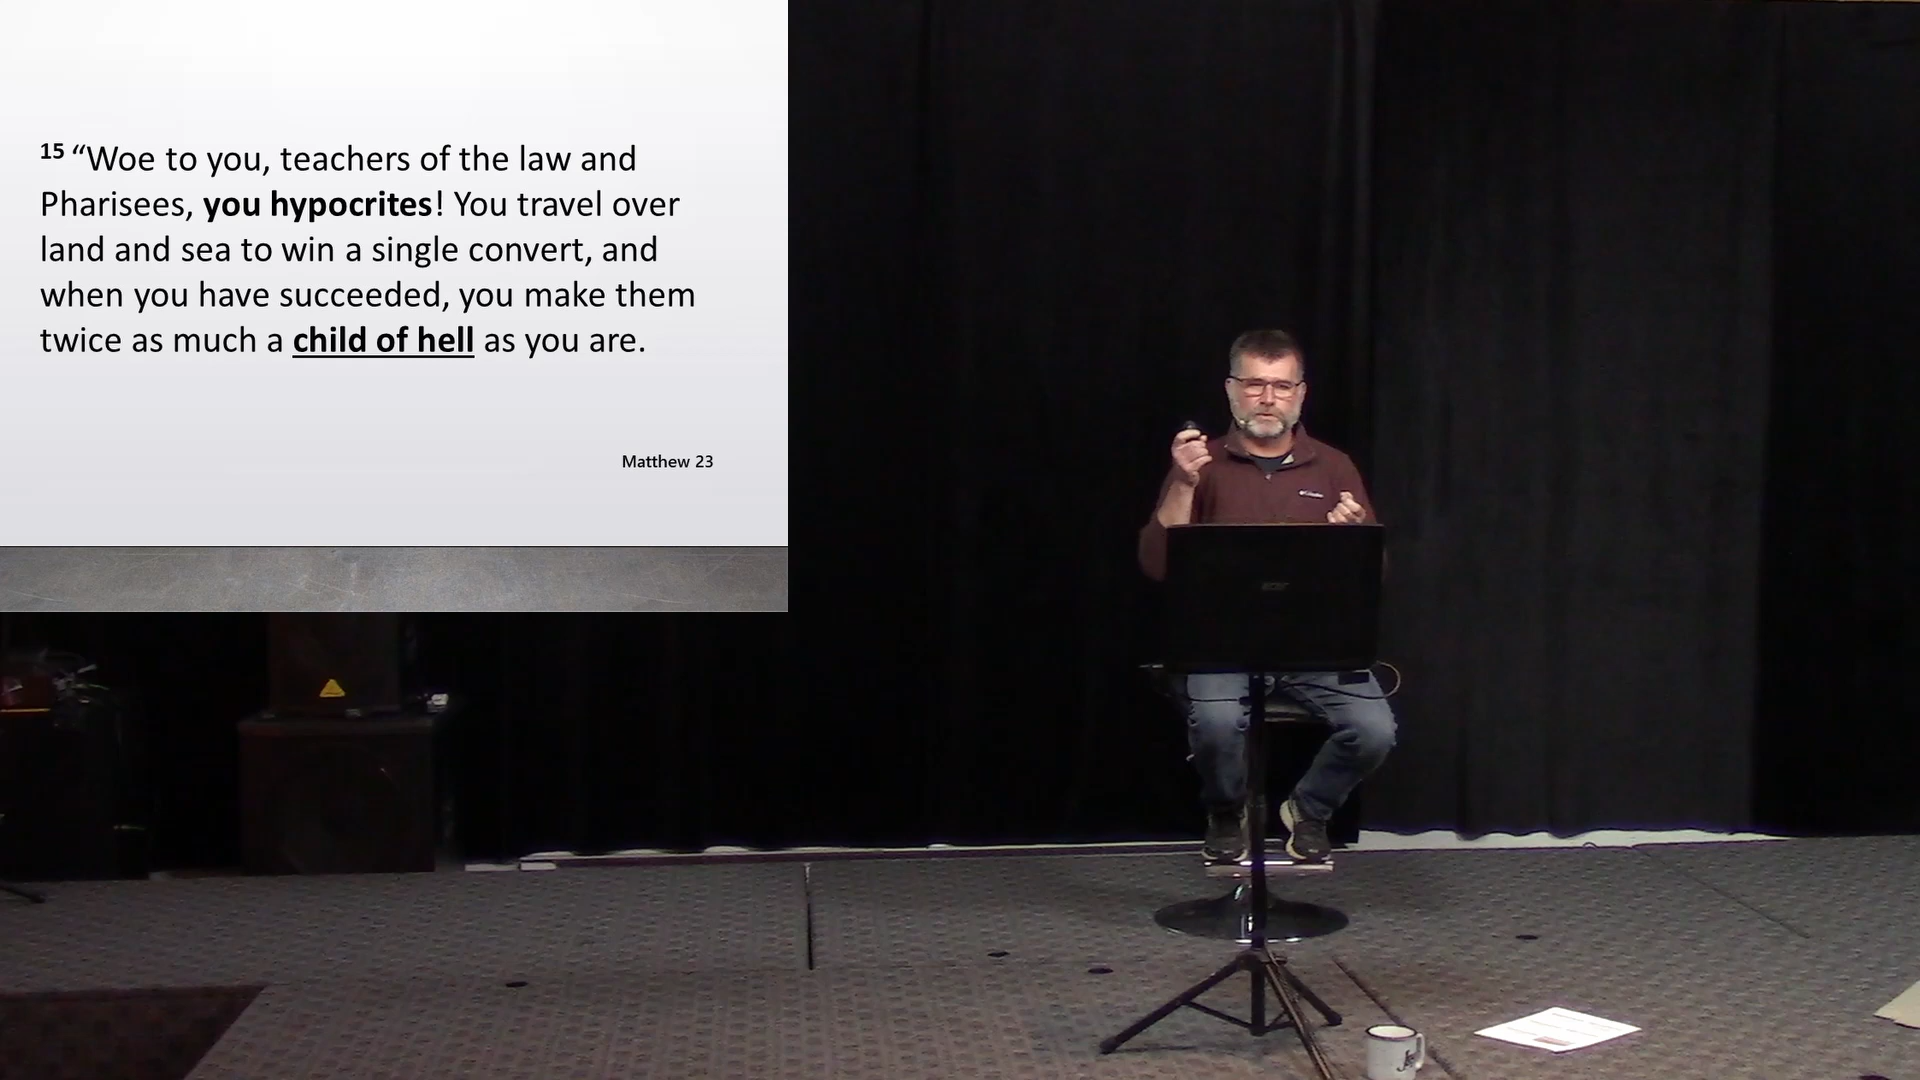 15 “Woe to you, teachers of the law and
Pharisees, you hypocrites! You travel over
land and sea to win a single convert, and
when you have succeeded, you make them
twice as much a child of hell as you are.
Matthew 23
Columbia
acer